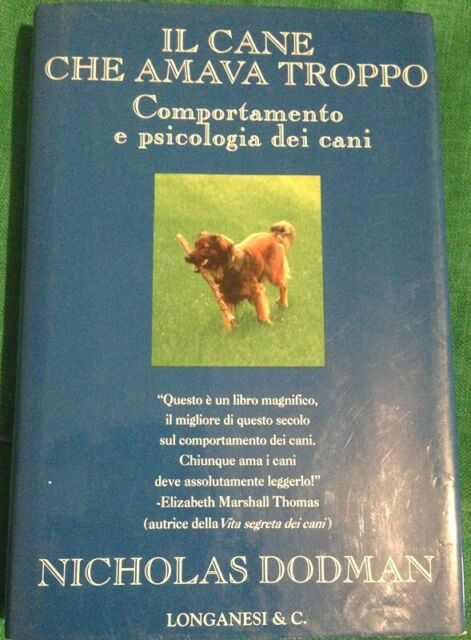 IL CANE
CHE AMAVA TROPPO
Comportamento
e psicologia dei cani
"Questo è un libro magnifico,
il migliore di questo secolo
sul comportamento dei cani.
Chiunque ama i cani
deve assolutamente leggerlo!"
-Elizabeth Marshall Thomas
(autrice della Vita segreta dei cani)
NICHOLAS DODMAN
LONGANESI & C.